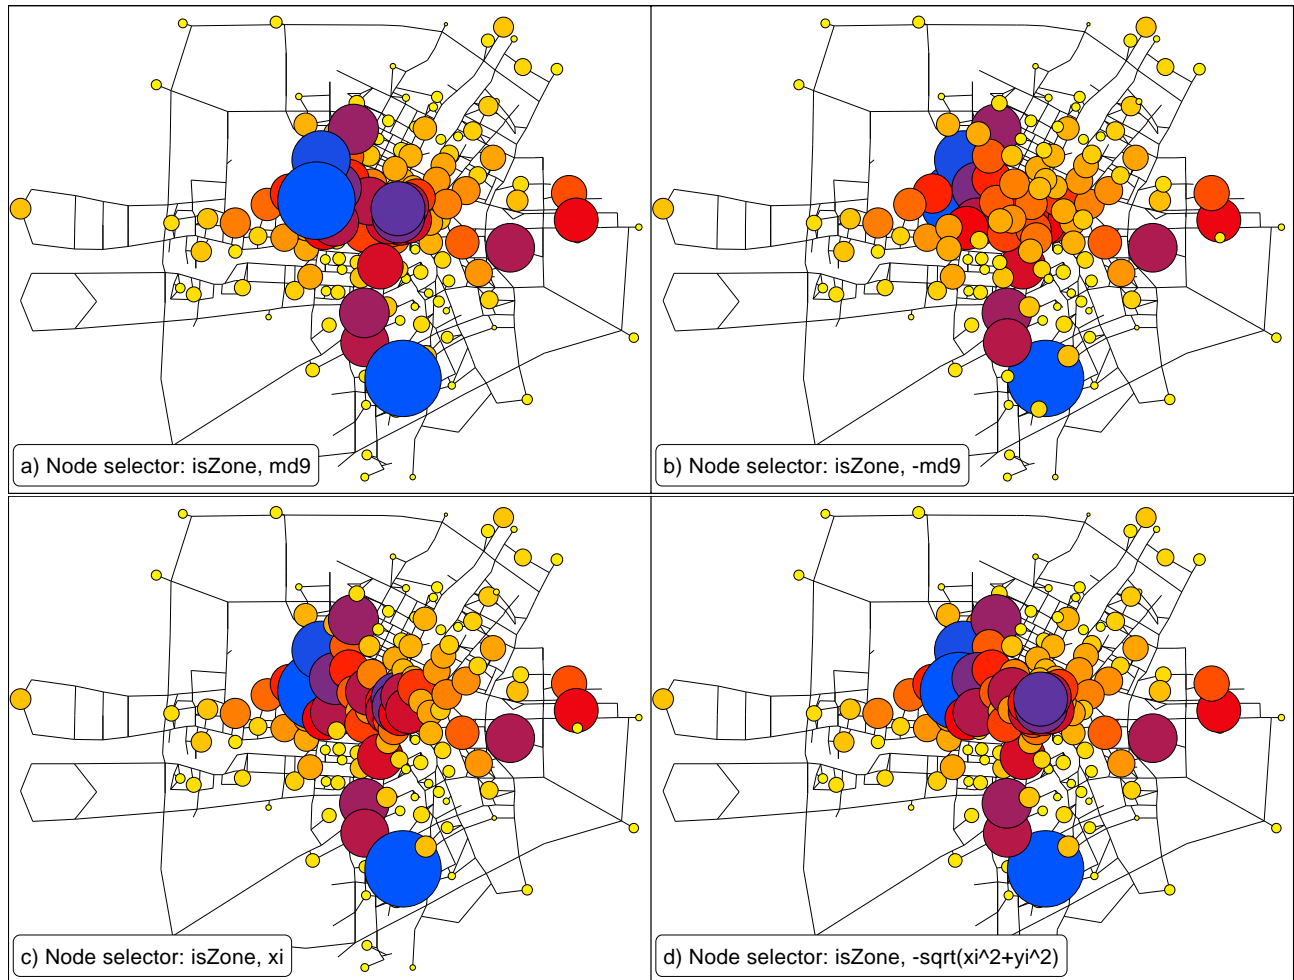 a) Node selector: isZone, md9
b) Node selector: isZone, -md9
c) Node selector: isZone, xi
d) Node selector: isZone, -sqrt(xi^2+yi^2)